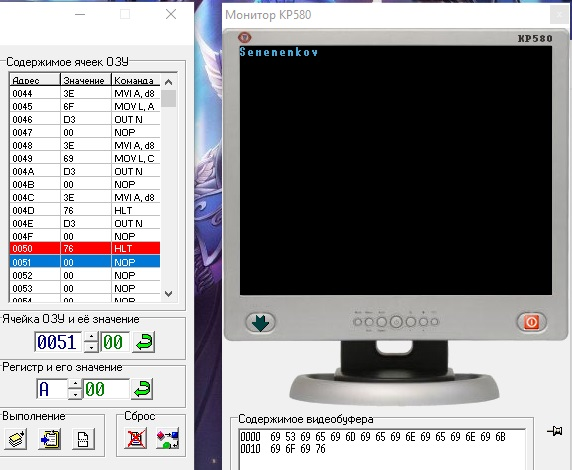 Содержимое ячеек ОЗУ
Адрес Значение Команда
0044 3E MVI A, d8
0045 6F MOV L, A
0046 D3 OUT N
0047 00 NOP
0048 3E MVI A, d8
0049 69 MOV L, C
004A D3 OUT N
004B 00 NOP
004C 3E MVI A, d8
004D 76 HLT
004E D3 OUT N
004F 00 NOP
0050 76 HLT
0051 00 NOP
0052 00 NOP
0053 00 NOP
0054 00 NOP
Ячейка ОЗУ и её значение
0051 00
Регистр и его значение
A 00
Выполнение
Сброс
Монитор КР580
КР580
Semenenkov
Содержимое видеобуфера
0000 69 53 69 65 69 6D 69 65 69 6E 69 65 69 6E 69 6B
0010 69 6F 69 76